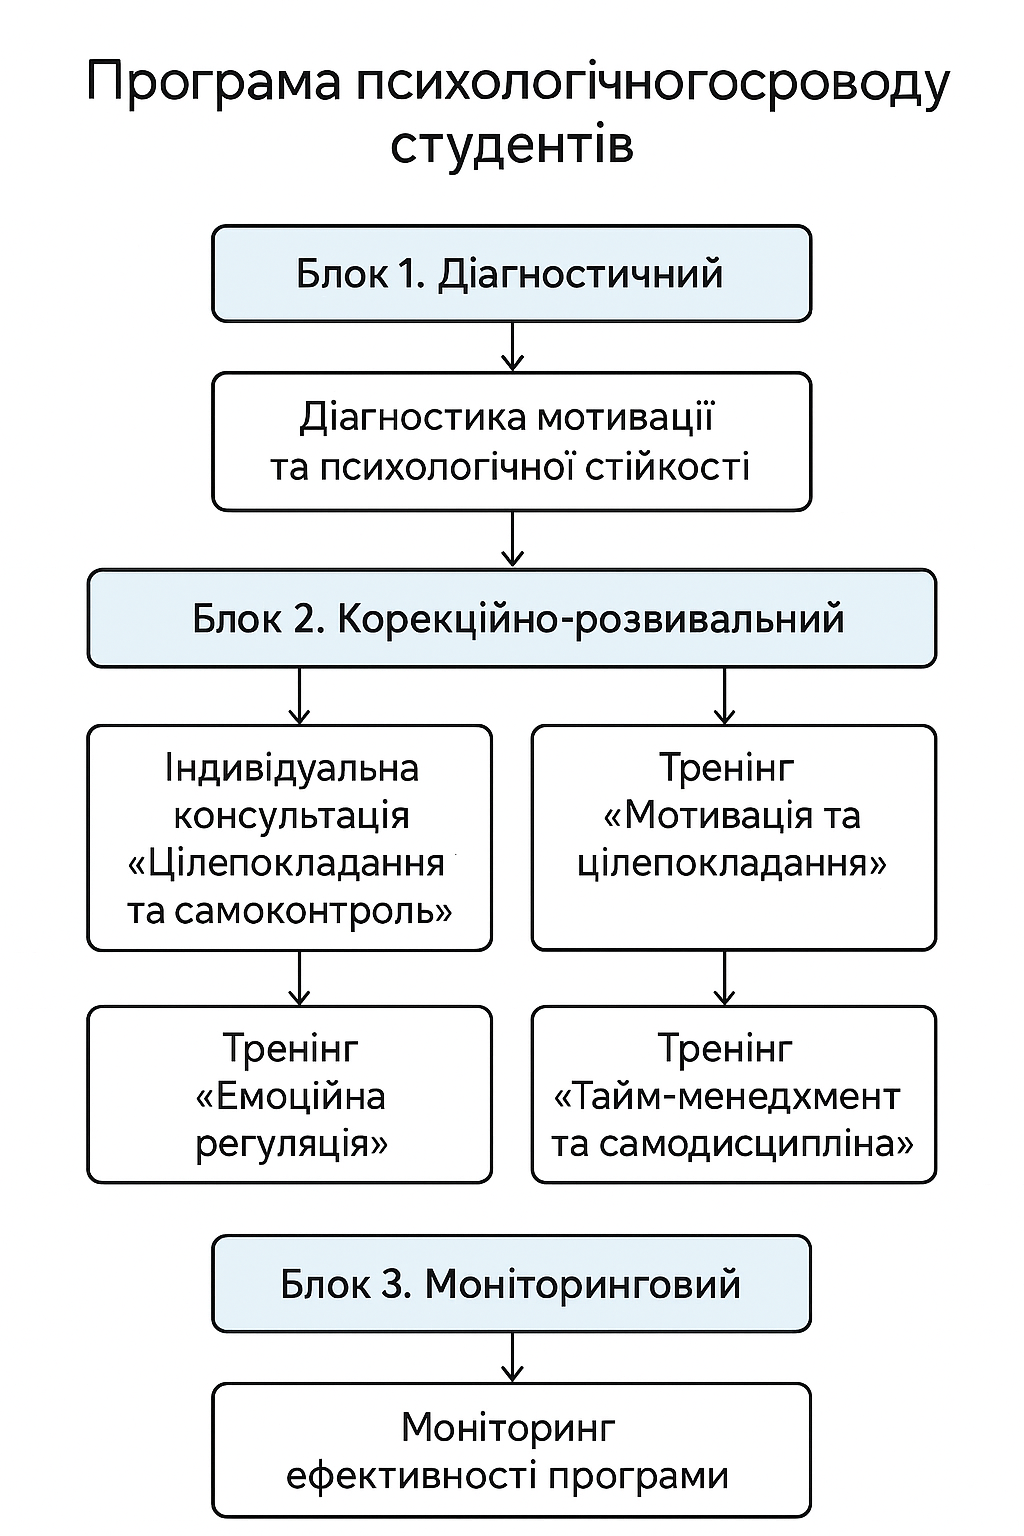 Програма психологічногосроводу
студентів
Блок 1. Діагностичний
Діагностика мотивації
та психологічної стійкості
Блок 2. Корекційно-розвивальний
Індивідуальна
консультація
«Цілепокладання
та самоконтроль»
Тренінг
«Мотивація та
цілепокладання»
Тренінг
«Емоційна
регуляція»
Тренінг
«Тайм-менедхмент
та самодисципліна»
Блок 3. Моніторинговий
Моніторинг
ефективності програми